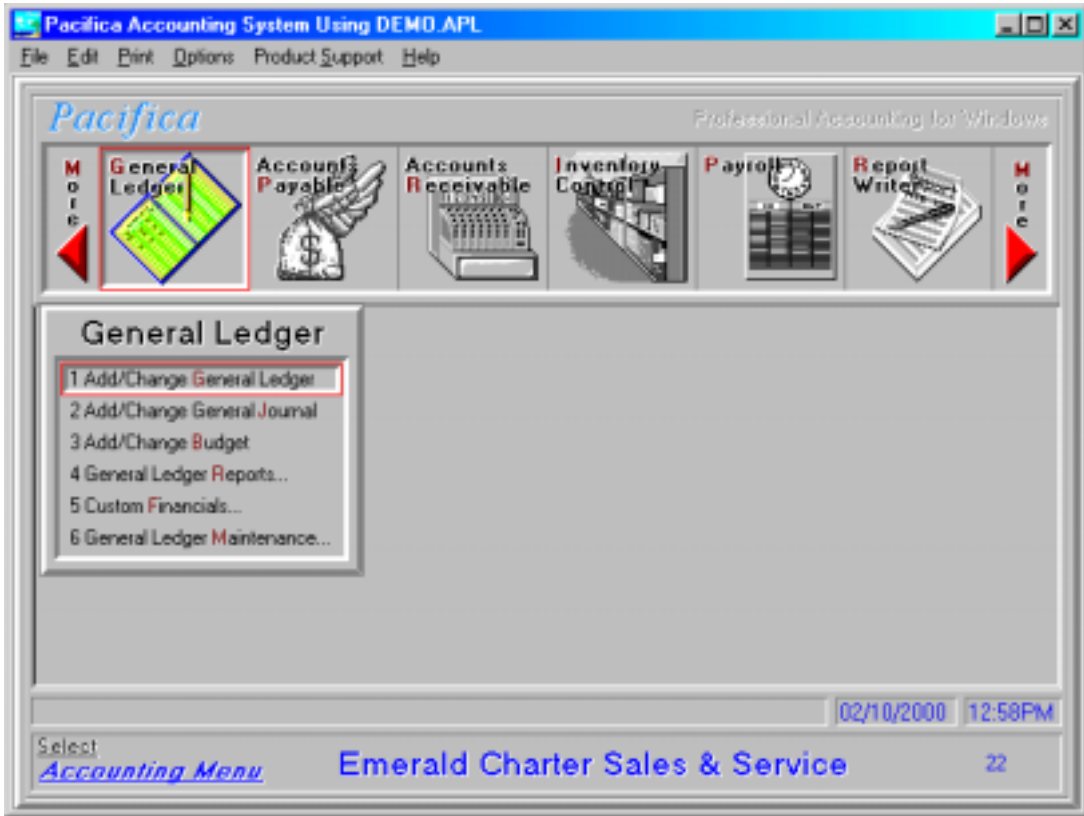 Pacifica Accounting System Using DEMO.APL
File Edit Print Options Product Support Help
Pacifica
Professional Accounting for Windows
More
General Ledger
Accounts Payable
Accounts Receivable
Inventory Control
Payroll
Report Writer
More
General Ledger
1 Add/Change General Ledger
2 Add/Change General Journal
3 Add/Change Budget
4 General Ledger Reports...
5 Custom Financials...
6 General Ledger Maintenance...
02/10/2000 12:58PM
Select
Accounting Menu
Emerald Charter Sales & Service
22